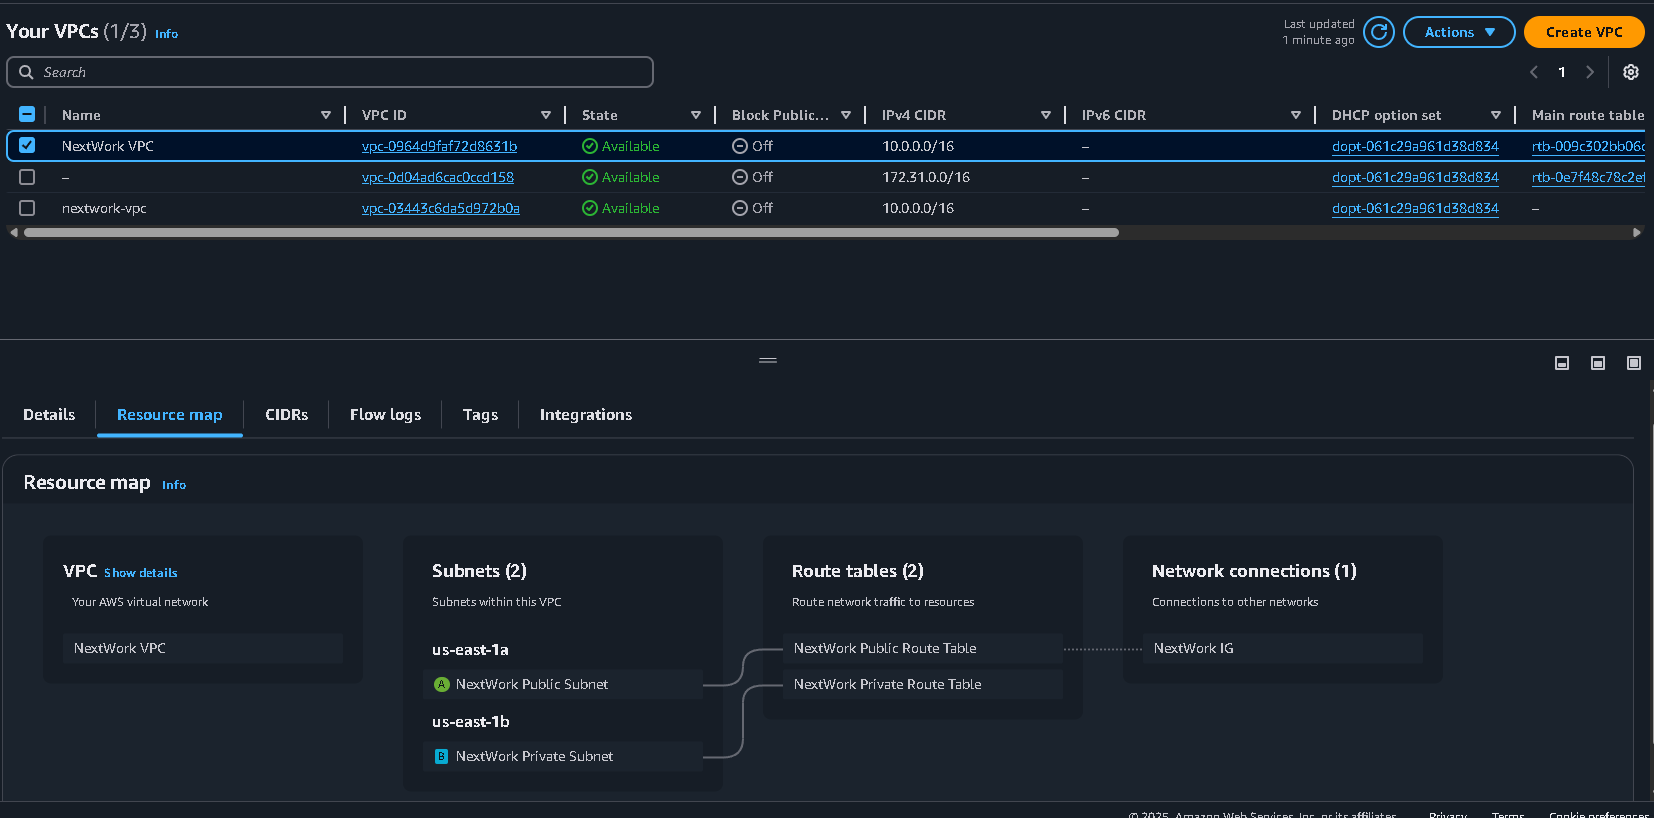 Your VPCs (1/3) Info
Last updated
1 minute ago
Actions
Create VPC
Search
1
Name VPC ID State Block Public... IPv4 CIDR IPv6 CIDR DHCP option set Main route table
NextWork VPC vpc-0964d9faf72d8631b Available Off 10.0.0.0/16 – dopt-061c29a961d38d834 rtb-009c302bb06c
– vpc-0d04ad6cac0ccd158 Available Off 172.31.0.0/16 – dopt-061c29a961d38d834 rtb-0e7f48c78c2ef
nextwork-vpc vpc-03443c6da5d972b0a Available Off 10.0.0.0/16 – dopt-061c29a961d38d834 –
Details Resource map CIDRs Flow logs Tags Integrations
Resource map Info
VPC Show details
Your AWS virtual network
NextWork VPC
Subnets (2)
Subnets within this VPC
us-east-1a
A NextWork Public Subnet
us-east-1b
B NextWork Private Subnet
Route tables (2)
Route network traffic to resources
NextWork Public Route Table
NextWork Private Route Table
Network connections (1)
Connections to other networks
NextWork IG
© 2025, Amazon Web Services, Inc. or its affiliates. Privacy Terms Cookie preferences